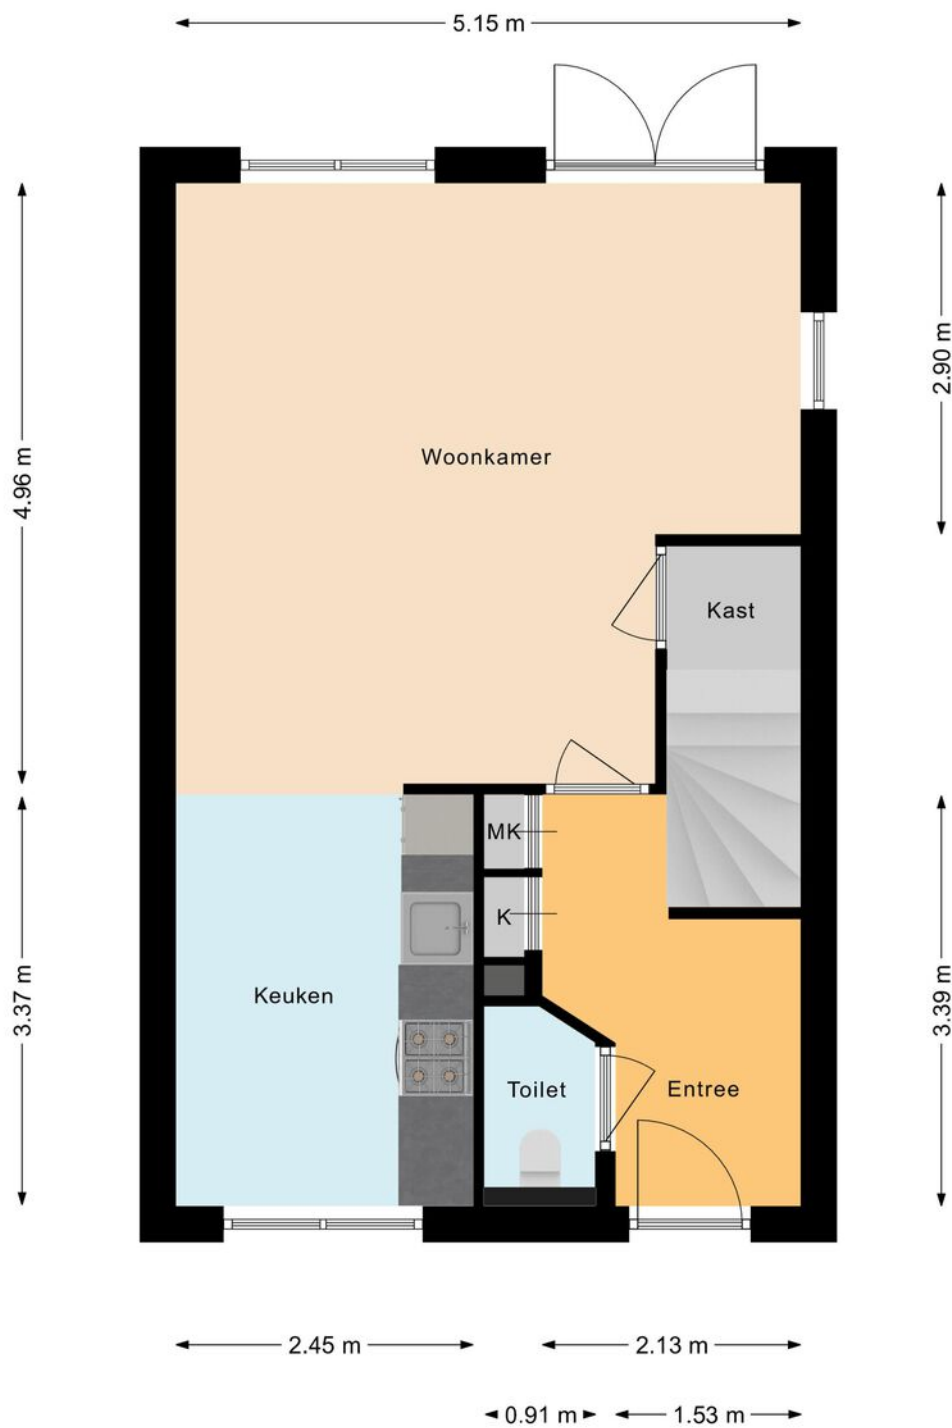 5.15 m
2.90 m
4.96 m
Woonkamer
Kast
MK
K
Keuken
3.37 m
3.39 m
Toilet
Entree
2.45 m
2.13 m
0.91 m
1.53 m